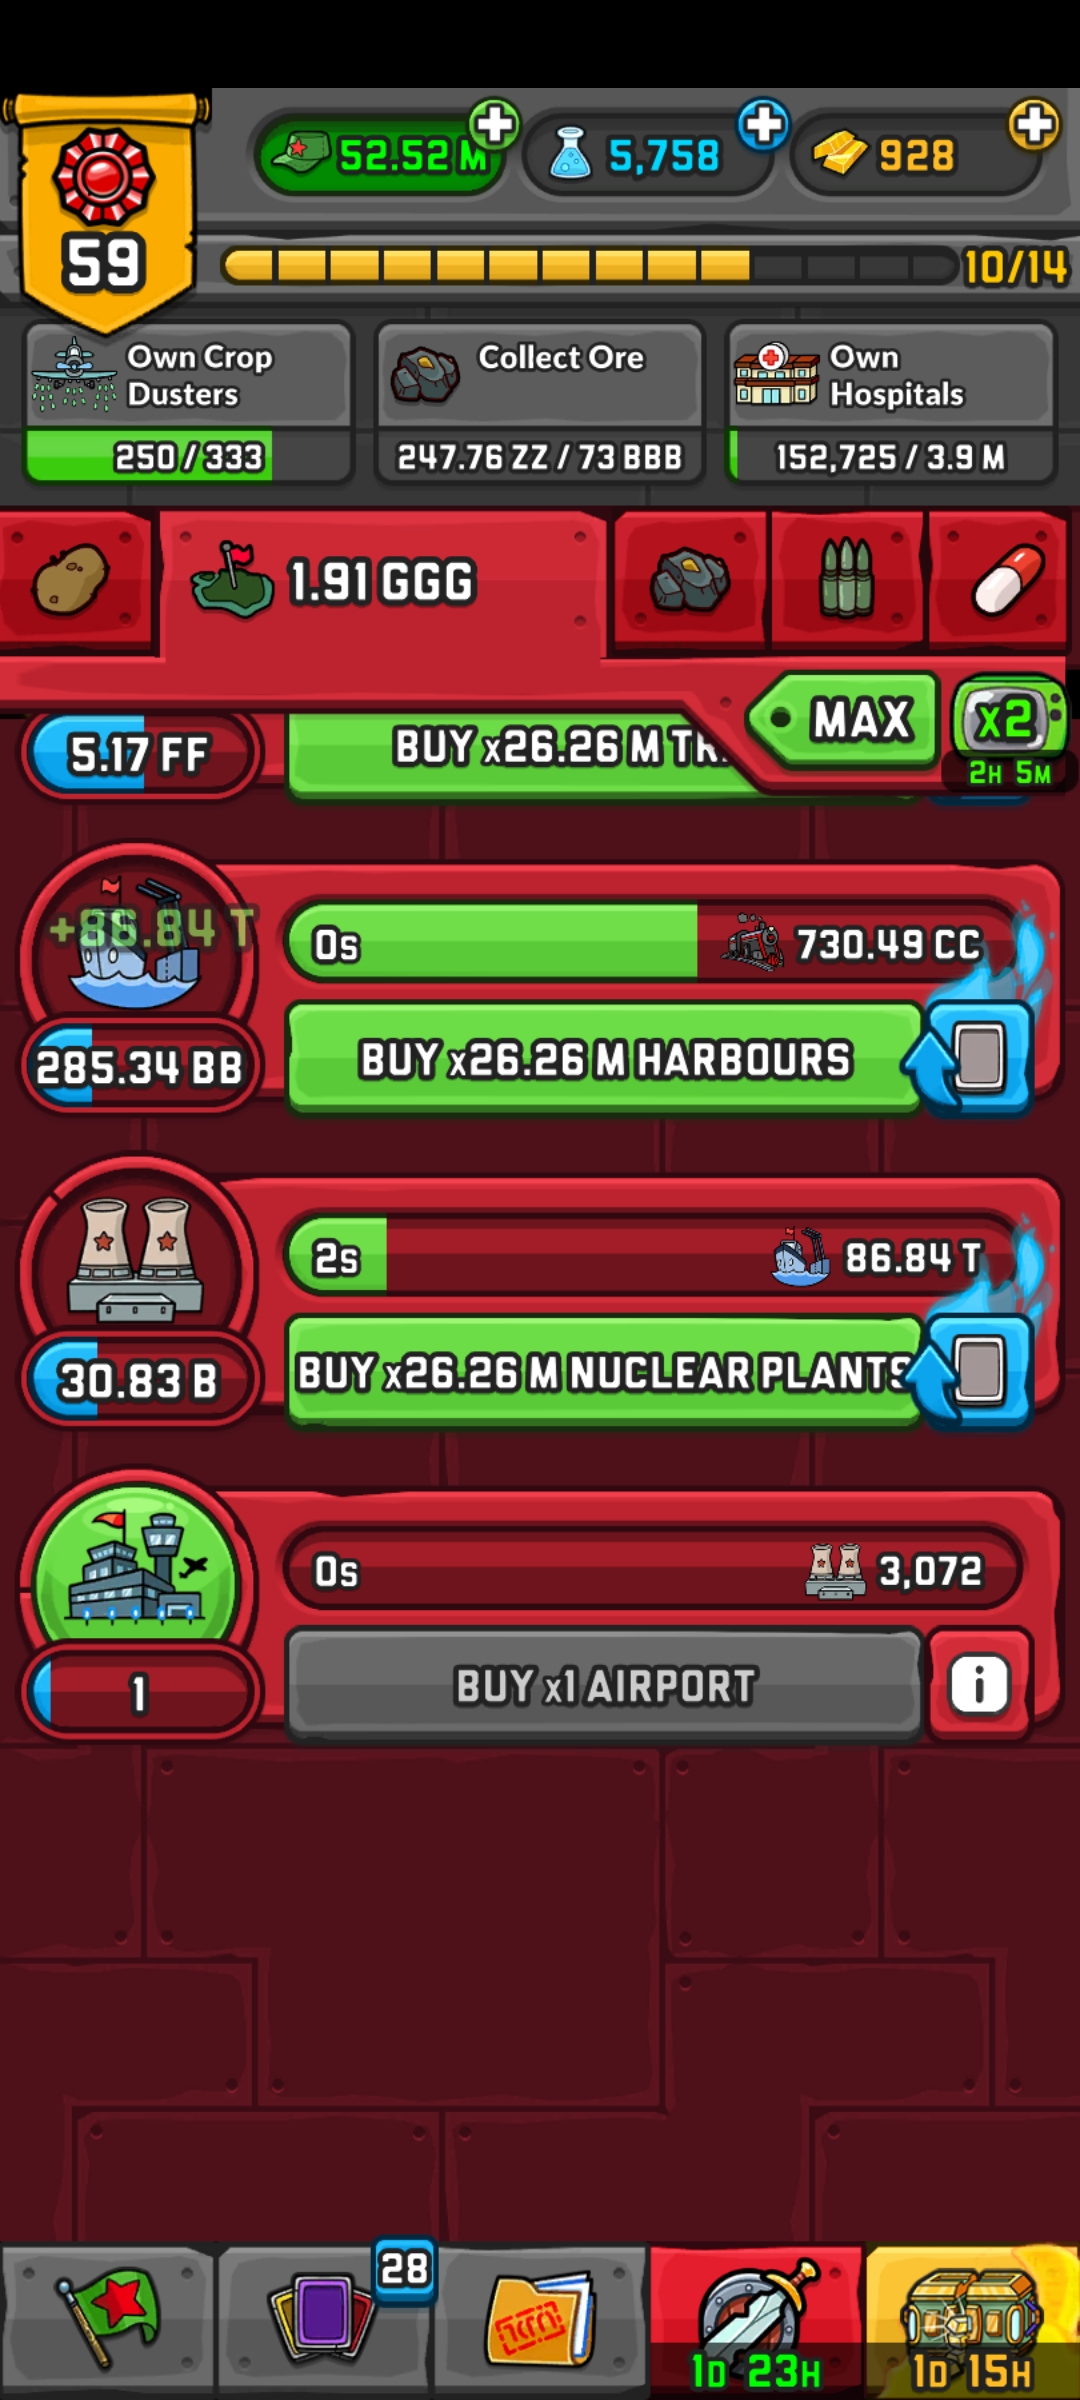 52.52 M
5,758
928
59
10/14
Own Crop
Dusters
250 / 333
Collect Ore
247.76 ZZ / 73 BBB
Own
Hospitals
152,725 / 3.9 M
1.91 GGG
MAX
x2
2H 5M
5.17 FF
BUY x26.26 M TR
+86.84 T
0s
730.49 CC
285.34 BB
BUY x26.26 M HARBOURS
2s
86.84 T
30.83 B
BUY x26.26 M NUCLEAR PLANTS
0s
3,072
1
BUY x1 AIRPORT
i
28
1D 23H
1D 15H